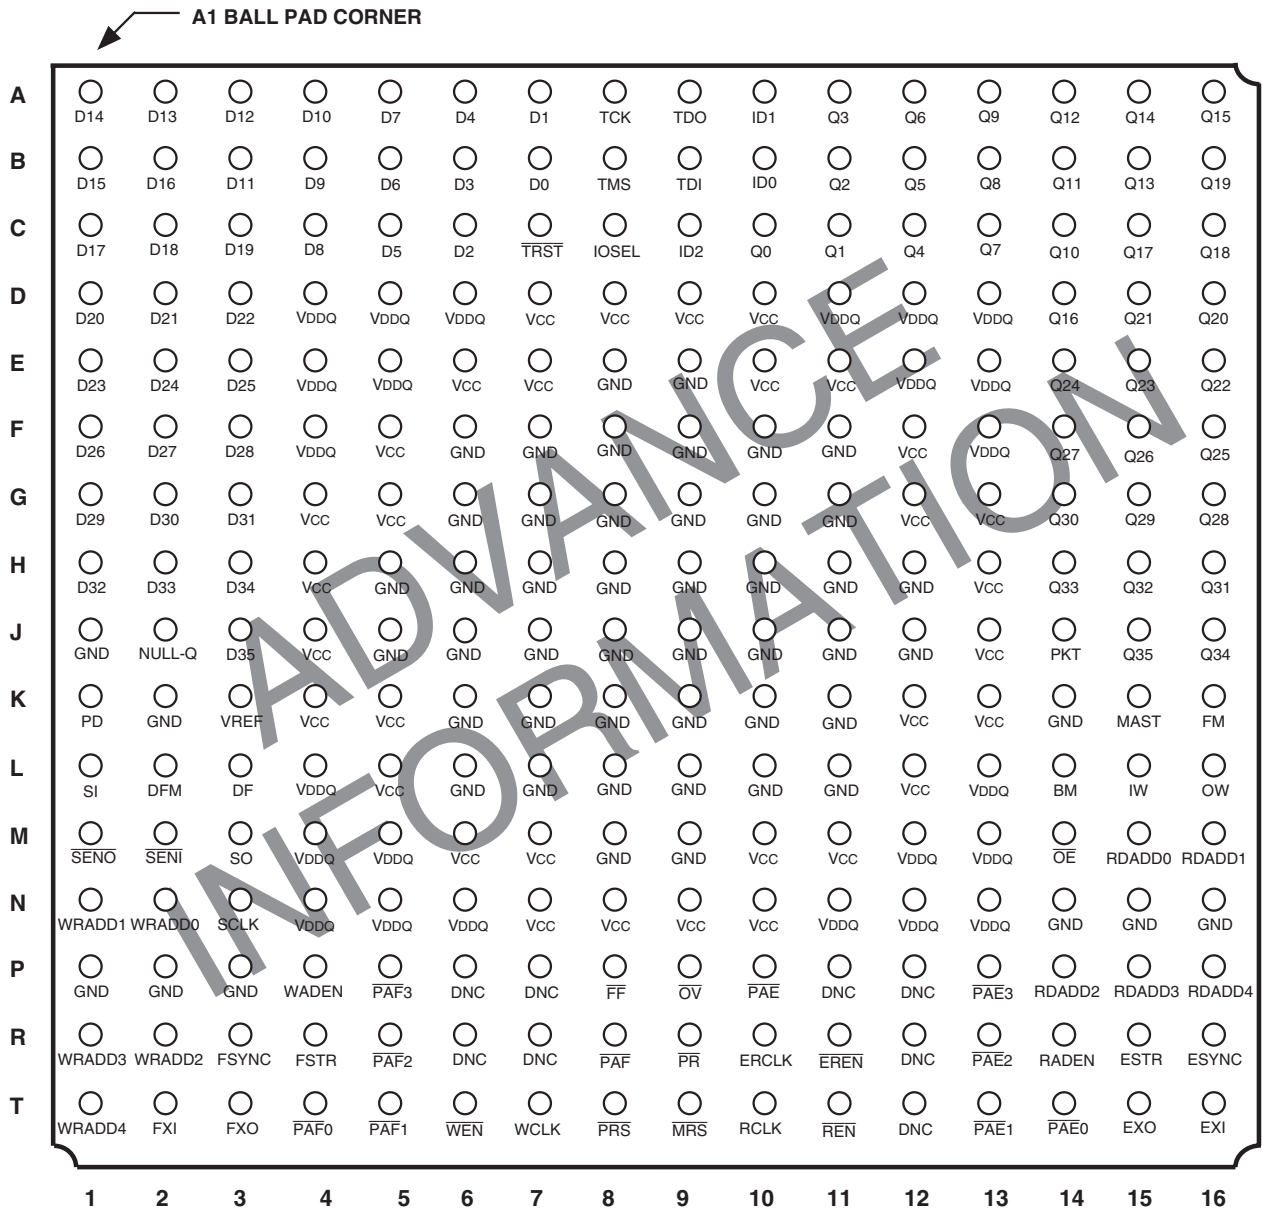 A1 BALL PAD CORNER
A
D14 D13 D12 D10 D7 D4 D1 TCK TDO ID1 Q3 Q6 Q9 Q12 Q14 Q15
B
D15 D16 D11 D9 D6 D3 D0 TMS TDI ID0 Q2 Q5 Q8 Q11 Q13 Q19
C
D17 D18 D19 D8 D5 D2 TRST IOSEL ID2 Q0 Q1 Q4 Q7 Q10 Q17 Q18
D
D20 D21 D22 VDDQ VDDQ VDDQ VCC VCC VCC VCC VDDQ VDDQ VDDQ Q16 Q21 Q20
E
D23 D24 D25 VDDQ VDDQ VCC VCC GND GND VCC VCC VDDQ VDDQ Q24 Q23 Q22
F
D26 D27 D28 VDDQ VCC GND GND GND GND GND GND VCC VDDQ Q27 Q26 Q25
G
D29 D30 D31 VCC VCC GND GND GND GND GND GND VCC VCC Q30 Q29 Q28
H
D32 D33 D34 VCC GND GND GND GND GND GND GND GND VCC Q33 Q32 Q31
J
GND NULL-Q D35 VCC GND GND GND GND GND GND GND GND VCC PKT Q35 Q34
K
PD GND VREF VCC VCC GND GND GND GND GND GND VCC VCC GND MAST FM
L
SI DFM DF VDDQ VCC GND GND GND GND GND GND VCC VDDQ BM IW OW
M
SENO SENI SO VDDQ VDDQ VCC VCC GND GND VCC VCC VDDQ VDDQ OE RDADD0 RDADD1
N
WRADD1 WRADD0 SCLK VDDQ VDDQ VDDQ VCC VCC VCC VCC VDDQ VDDQ VDDQ GND GND GND
P
GND GND GND WADEN PAF3 DNC DNC FF OV PAE DNC DNC PAE3 RDADD2 RDADD3 RDADD4
R
WRADD3 WRADD2 FSYNC FSTR PAF2 DNC DNC PAF PR ERCLK EREN DNC PAE2 RADEN ESTR ESYNC
T
WRADD4 FXI FXO PAF0 PAF1 WEN WCLK PRS MRS RCLK REN DNC PAE1 PAE0 EXO EXI
1 2 3 4 5 6 7 8 9 10 11 12 13 14 15 16
ADVANCE
INFORMATION